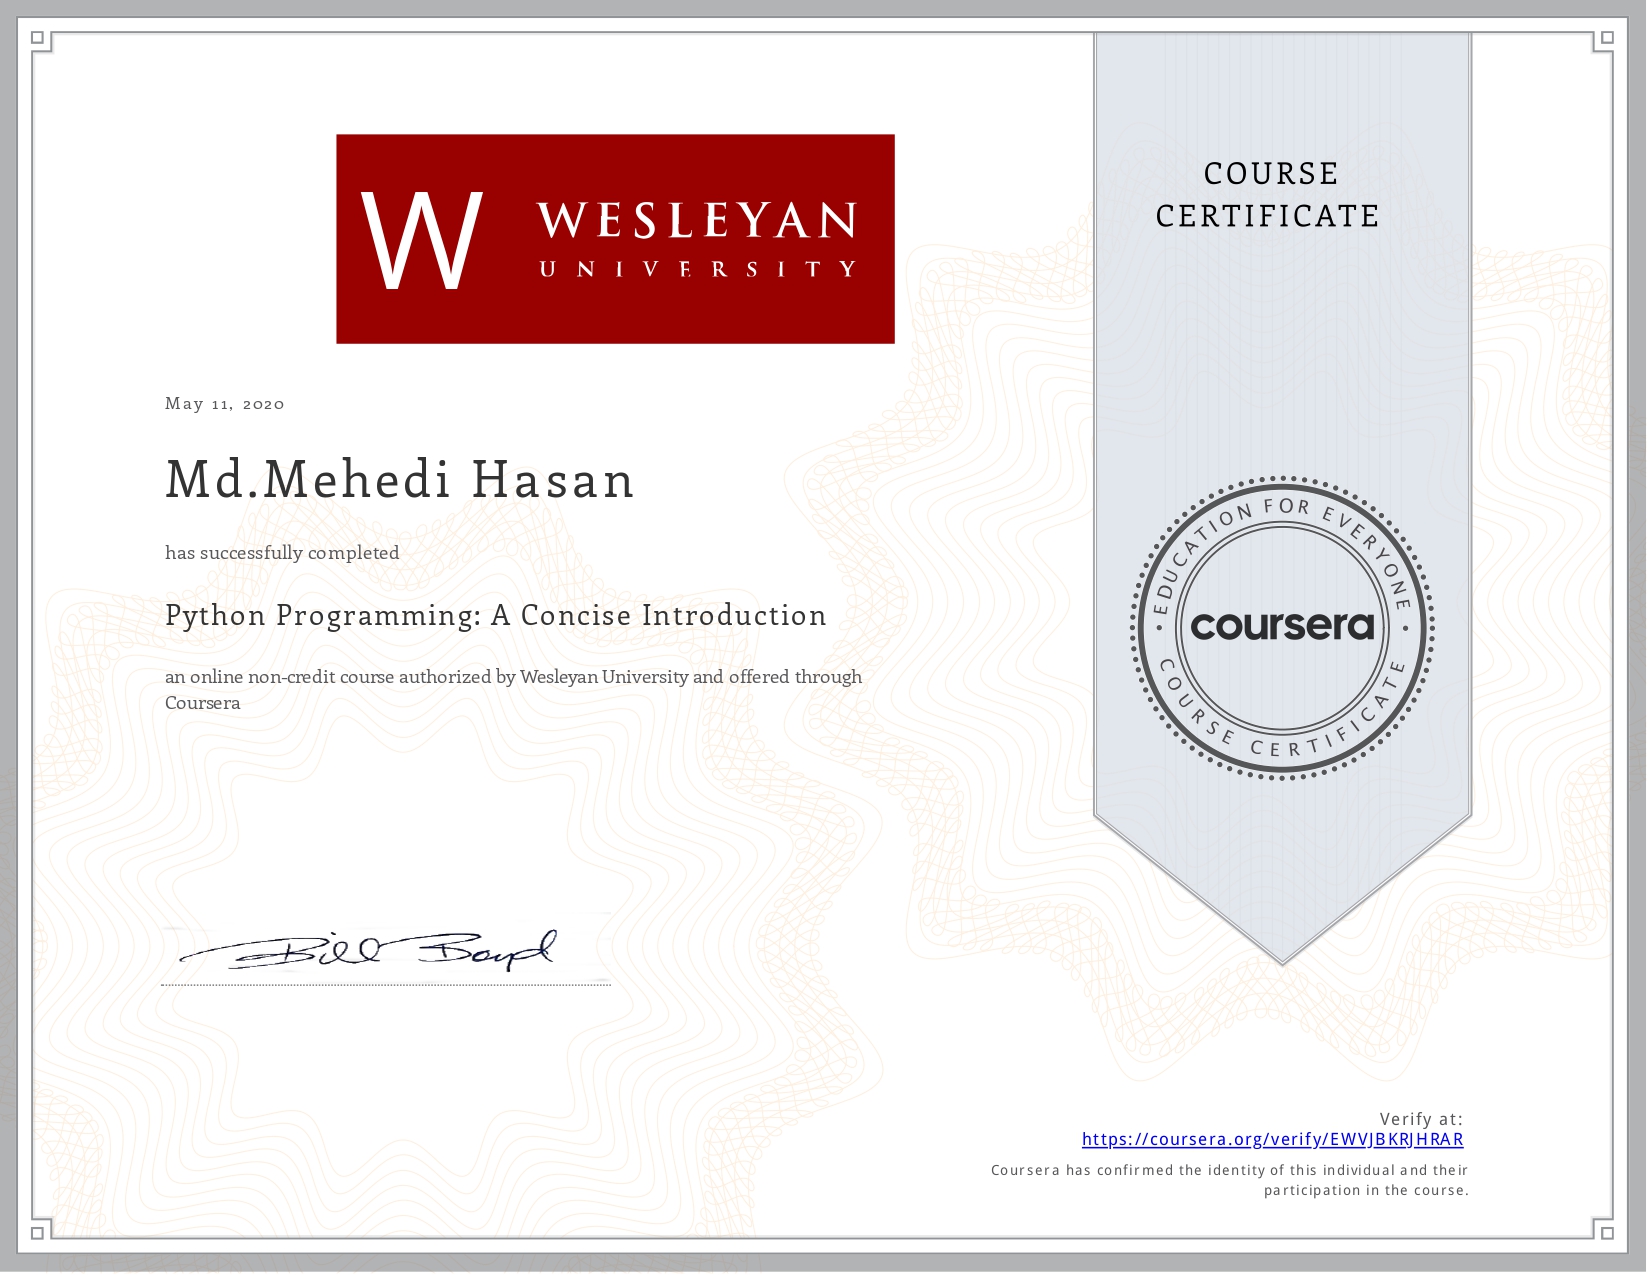 W WESLEYAN
UNIVERSITY
COURSE
CERTIFICATE
May 11, 2020
Md.Mehedi Hasan
has successfully completed
Python Programming: A Concise Introduction
an online non-credit course authorized by Wesleyan University and offered through
Coursera
EDUCATION FOR EVERYONE
coursera
COURSE CERTIFICATE
Bill Boyd
Verify at:
https://coursera.org/verify/EWVJBKRJHRAR
Coursera has confirmed the identity of this individual and their
participation in the course.